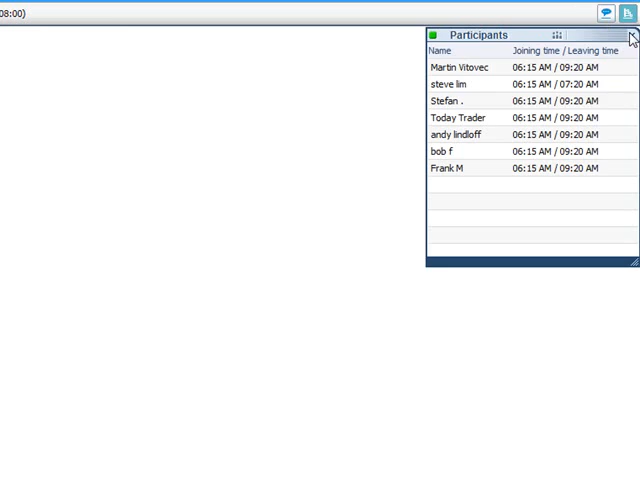 08:00)
Participants
Name Joining time / Leaving time
Martin Vitovec 06:15 AM / 09:20 AM
steve lim 06:15 AM / 07:20 AM
Stefan . 06:15 AM / 09:20 AM
Today Trader 06:15 AM / 09:20 AM
andy lindloff 06:15 AM / 09:20 AM
bob f 06:15 AM / 09:20 AM
Frank M 06:15 AM / 09:20 AM